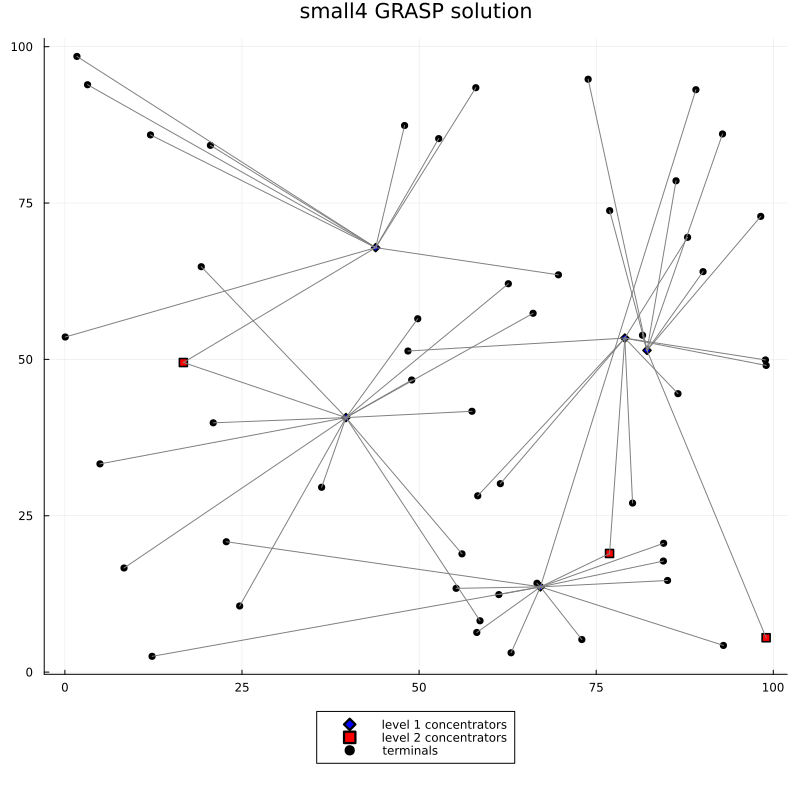 small4 GRASP solution
100
75
50
25
0
0 25 50 75 100
level 1 concentrators
level 2 concentrators
terminals